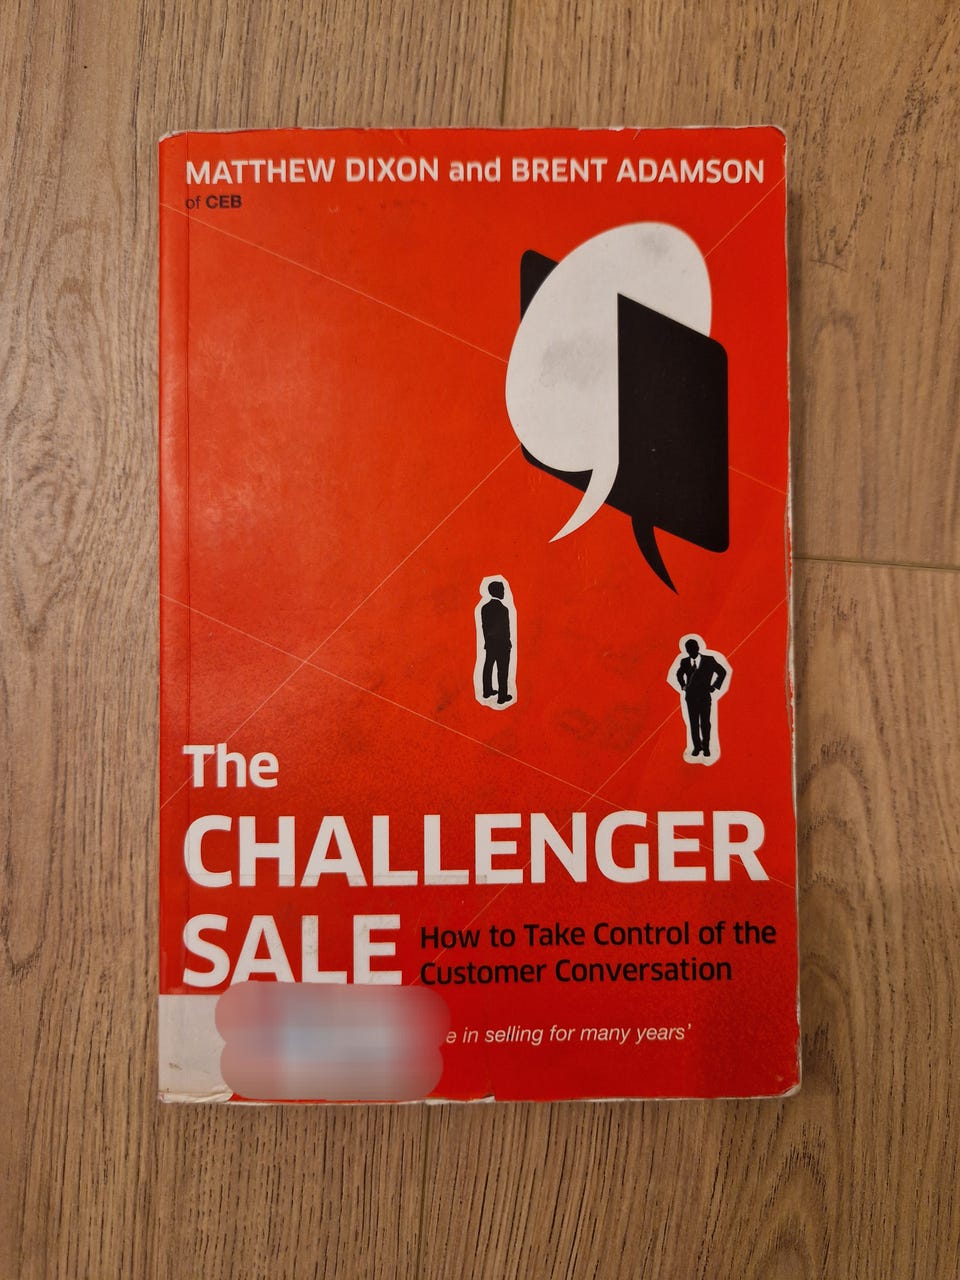 MATTHEW DIXON and BRENT ADAMSON
of CEB
The
CHALLENGER
SALE
How to Take Control of the
Customer Conversation
in selling for many years’